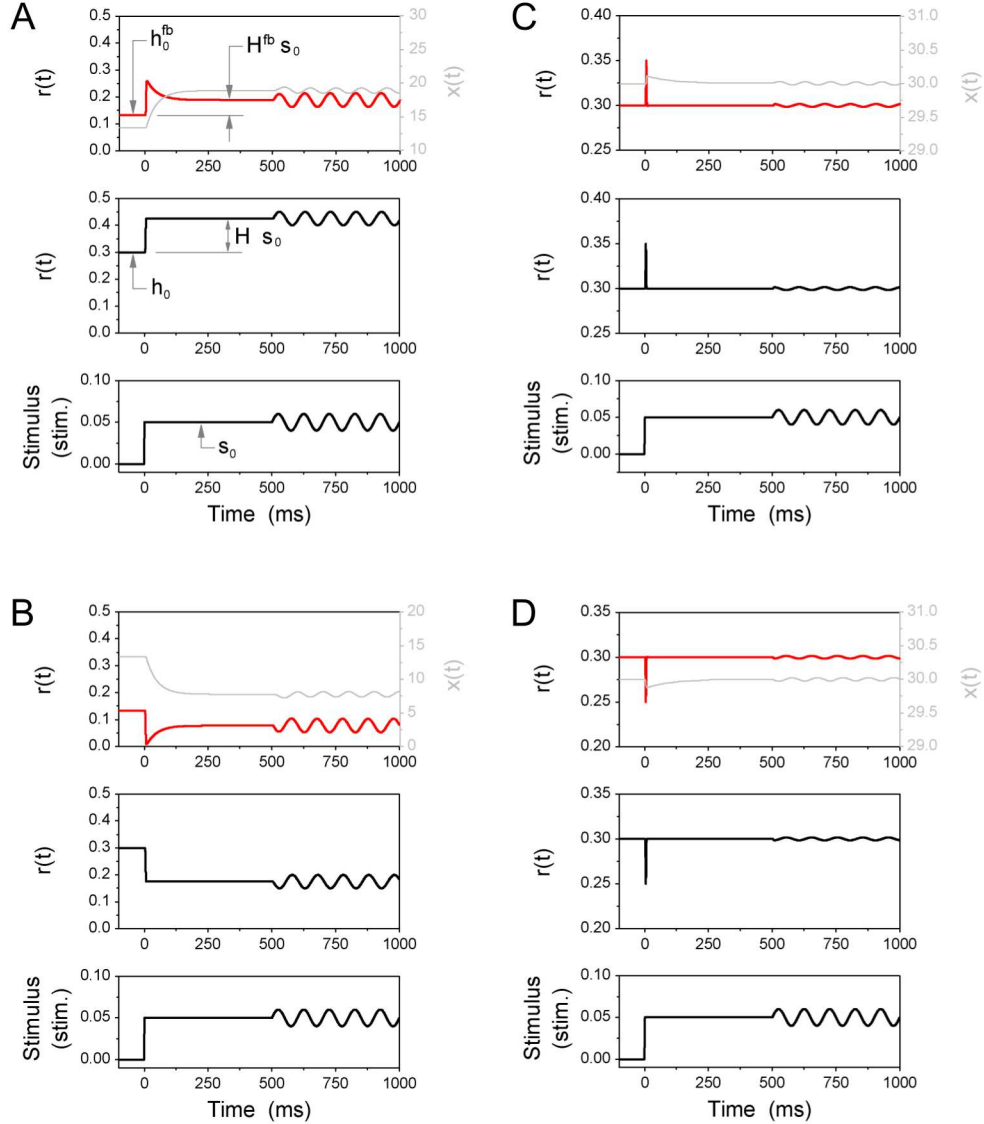 A
r(t)
0.5
0.4
0.3
0.2
0.1
0.0
h₀ᶠᵇ
Hᶠᵇ s₀
30
25
20
15
10
x(t)
0 250 500 750 1000
r(t)
0.5
0.4
0.3
0.2
0.1
0.0
H s₀
h₀
0 250 500 750 1000
Stimulus
(stim.)
0.10
0.05
0.00
s₀
0 250 500 750 1000
Time (ms)
C
r(t)
0.40
0.35
0.30
0.25
31.0
30.5
30.0
29.5
29.0
x(t)
0 250 500 750 1000
r(t)
0.40
0.35
0.30
0.25
0 250 500 750 1000
Stimulus
(stim.)
0.10
0.05
0.00
0 250 500 750 1000
Time (ms)
B
r(t)
0.5
0.4
0.3
0.2
0.1
0.0
20
15
10
5
0
x(t)
0 250 500 750 1000
r(t)
0.5
0.4
0.3
0.2
0.1
0.0
0 250 500 750 1000
Stimulus
(stim.)
0.10
0.05
0.00
0 250 500 750 1000
Time (ms)
D
r(t)
0.35
0.30
0.25
0.20
31.0
30.5
30.0
29.5
29.0
x(t)
0 250 500 750 1000
r(t)
0.35
0.30
0.25
0.20
0 250 500 750 1000
Stimulus
(stim.)
0.10
0.05
0.00
0 250 500 750 1000
Time (ms)